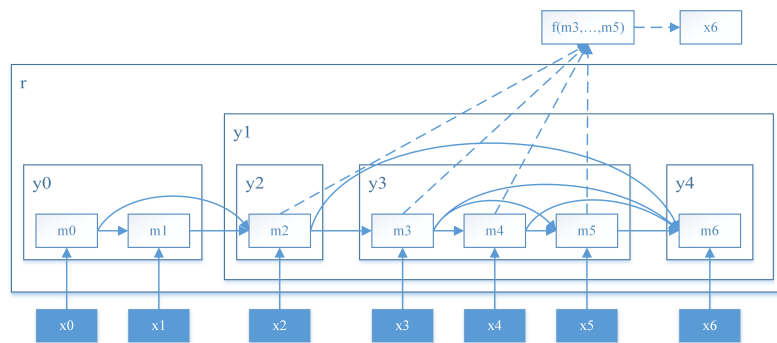 f(m3,…,m5) x6
r
y1
y0 y2 y3 y4
m0 m1 m2 m3 m4 m5 m6
x0 x1 x2 x3 x4 x5 x6